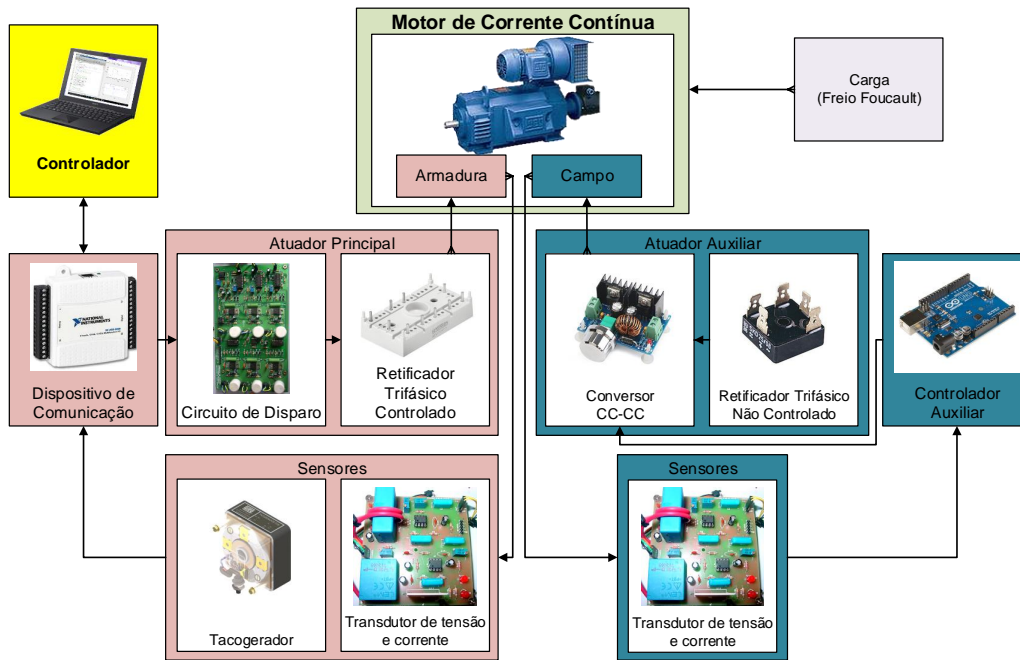 Motor de Corrente Contínua
Controlador
Carga
(Freio Foucault)
Armadura
Campo
Atuador Principal
Atuador Auxiliar
NATIONAL
INSTRUMENTS
Dispositivo de
Comunicação
Circuito de Disparo
Retificador
Trifásico
Controlado
Conversor
CC-CC
Retificador Trifásico
Não Controlado
Controlador
Auxiliar
Sensores
Sensores
Tacogerador
Transdutor de tensão
e corrente
Transdutor de tensão
e corrente